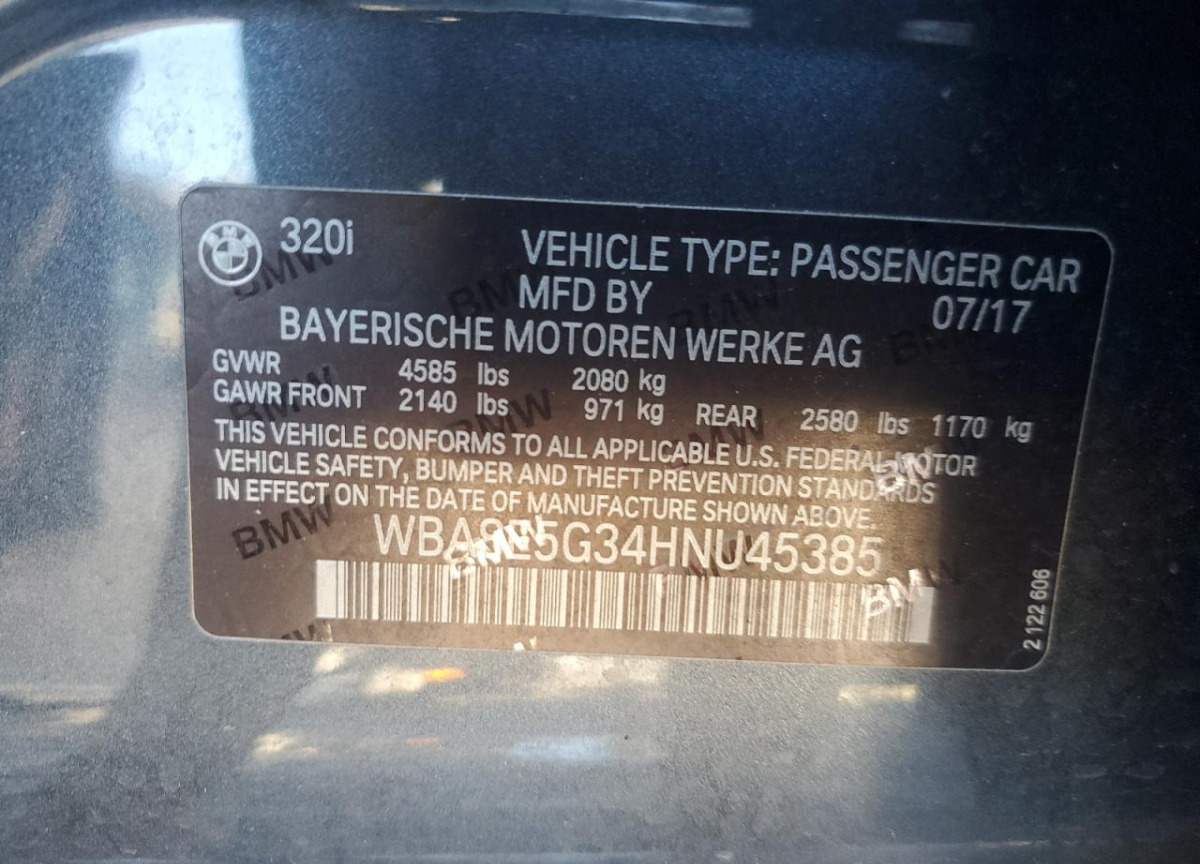 320i
VEHICLE TYPE: PASSENGER CAR
MFD BY 07/17
BAYERISCHE MOTOREN WERKE AG
GVWR 4585 lbs 2080 kg
GAWR FRONT 2140 lbs 971 kg REAR 2580 lbs 1170 kg
THIS VEHICLE CONFORMS TO ALL APPLICABLE U.S. FEDERAL MOTOR
VEHICLE SAFETY, BUMPER AND THEFT PREVENTION STANDARDS
IN EFFECT ON THE DATE OF MANUFACTURE SHOWN ABOVE.
WBA8E5G34HNU45385
2 122 606